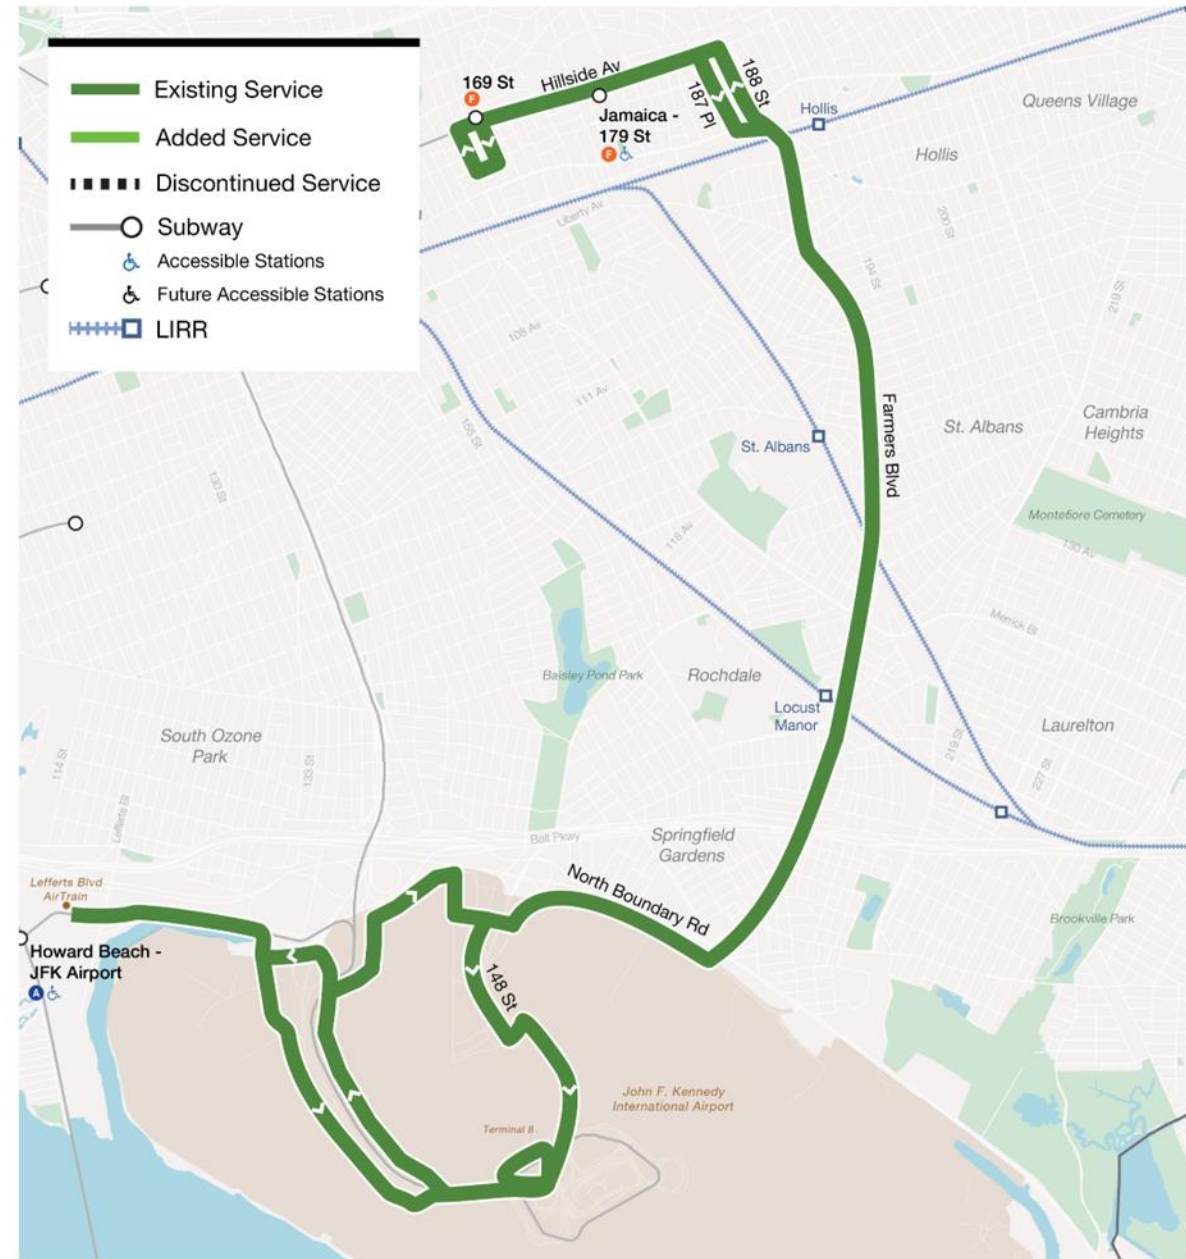 Existing Service
Added Service
Discontinued Service
Subway
Accessible Stations
Future Accessible Stations
LIRR
169 St
F
Hillside Av
Jamaica -
179 St
F
187 Pl
188 St
Hollis
Queens Village
Hollis
Liberty Av
200 St
194 St
219 St
108 Av
111 Av
155 St
130 St
St. Albans
Farmers Blvd
St. Albans
Cambria
Heights
Montefiore Cemetery
130 Av
118 Av
Merrick Bl
Baisley Pond Park
Rochdale
Locust
Manor
Laurelton
219 St
227 St
South Ozone
Park
114 St
133 St
Lefferts Bl
Belt Pkwy
Springfield
Gardens
North Boundary Rd
Lefferts Blvd
AirTrain
Howard Beach -
JFK Airport
A
148 St
Brookville Park
John F. Kennedy
International Airport
Terminal 8